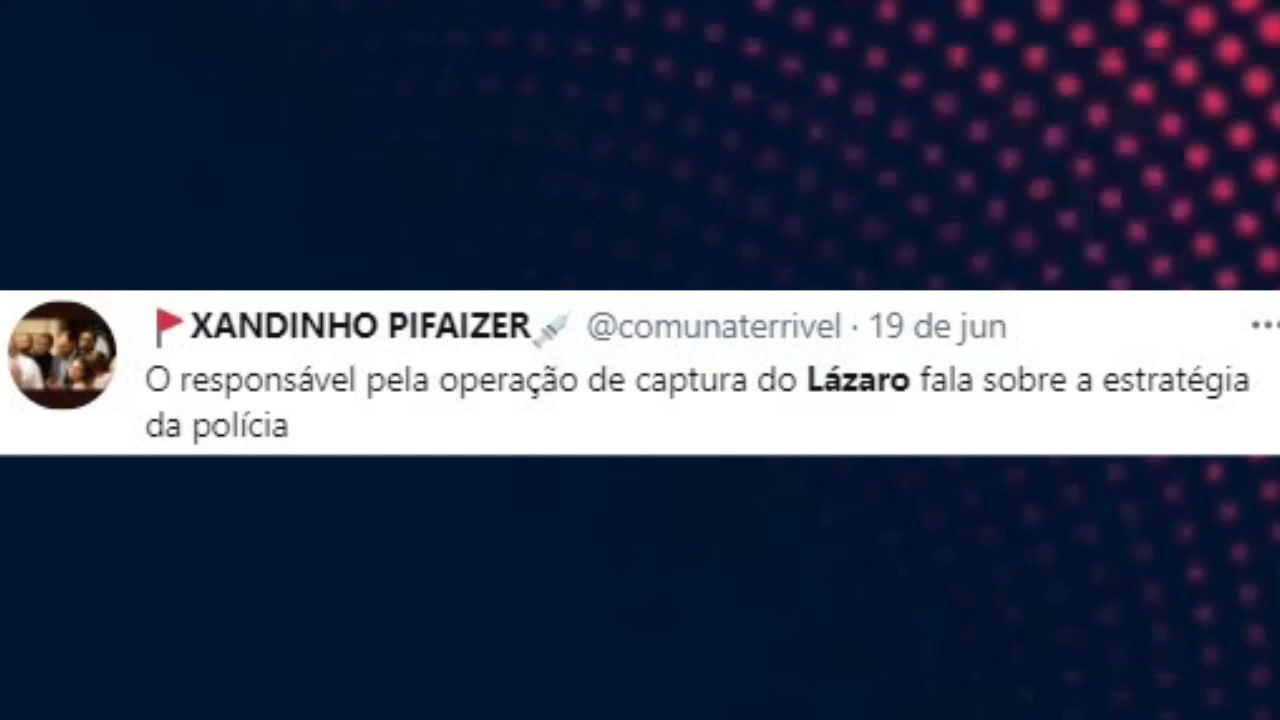 🚩XANDINHO PIFAIZER💉 @comunaterrivel · 19 de jun
O responsável pela operação de captura do Lázaro fala sobre a estratégia
da polícia